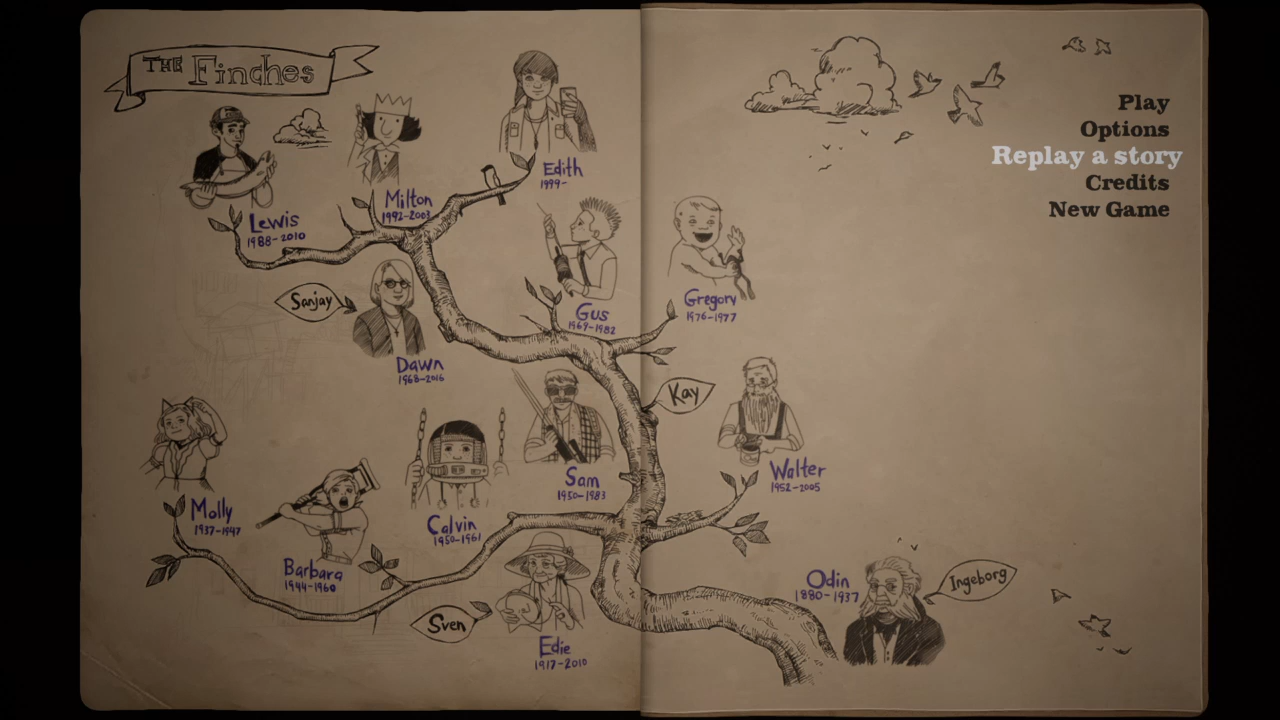 THE Finches
Play
Options
Replay a story
Credits
New Game
Edith
1999-
Milton
1992-2003
Lewis
1988-2010
Sanjay
Gus
1969-1982
Gregory
1976-1977
Dawn
1968-2016
Kay
Sam
1950-1983
Walter
1952-2005
Molly
1937-1947
Calvin
1950-1961
Barbara
1944-1960
Sven
Edie
1917-2010
Odin
1880-1937
Ingeborg